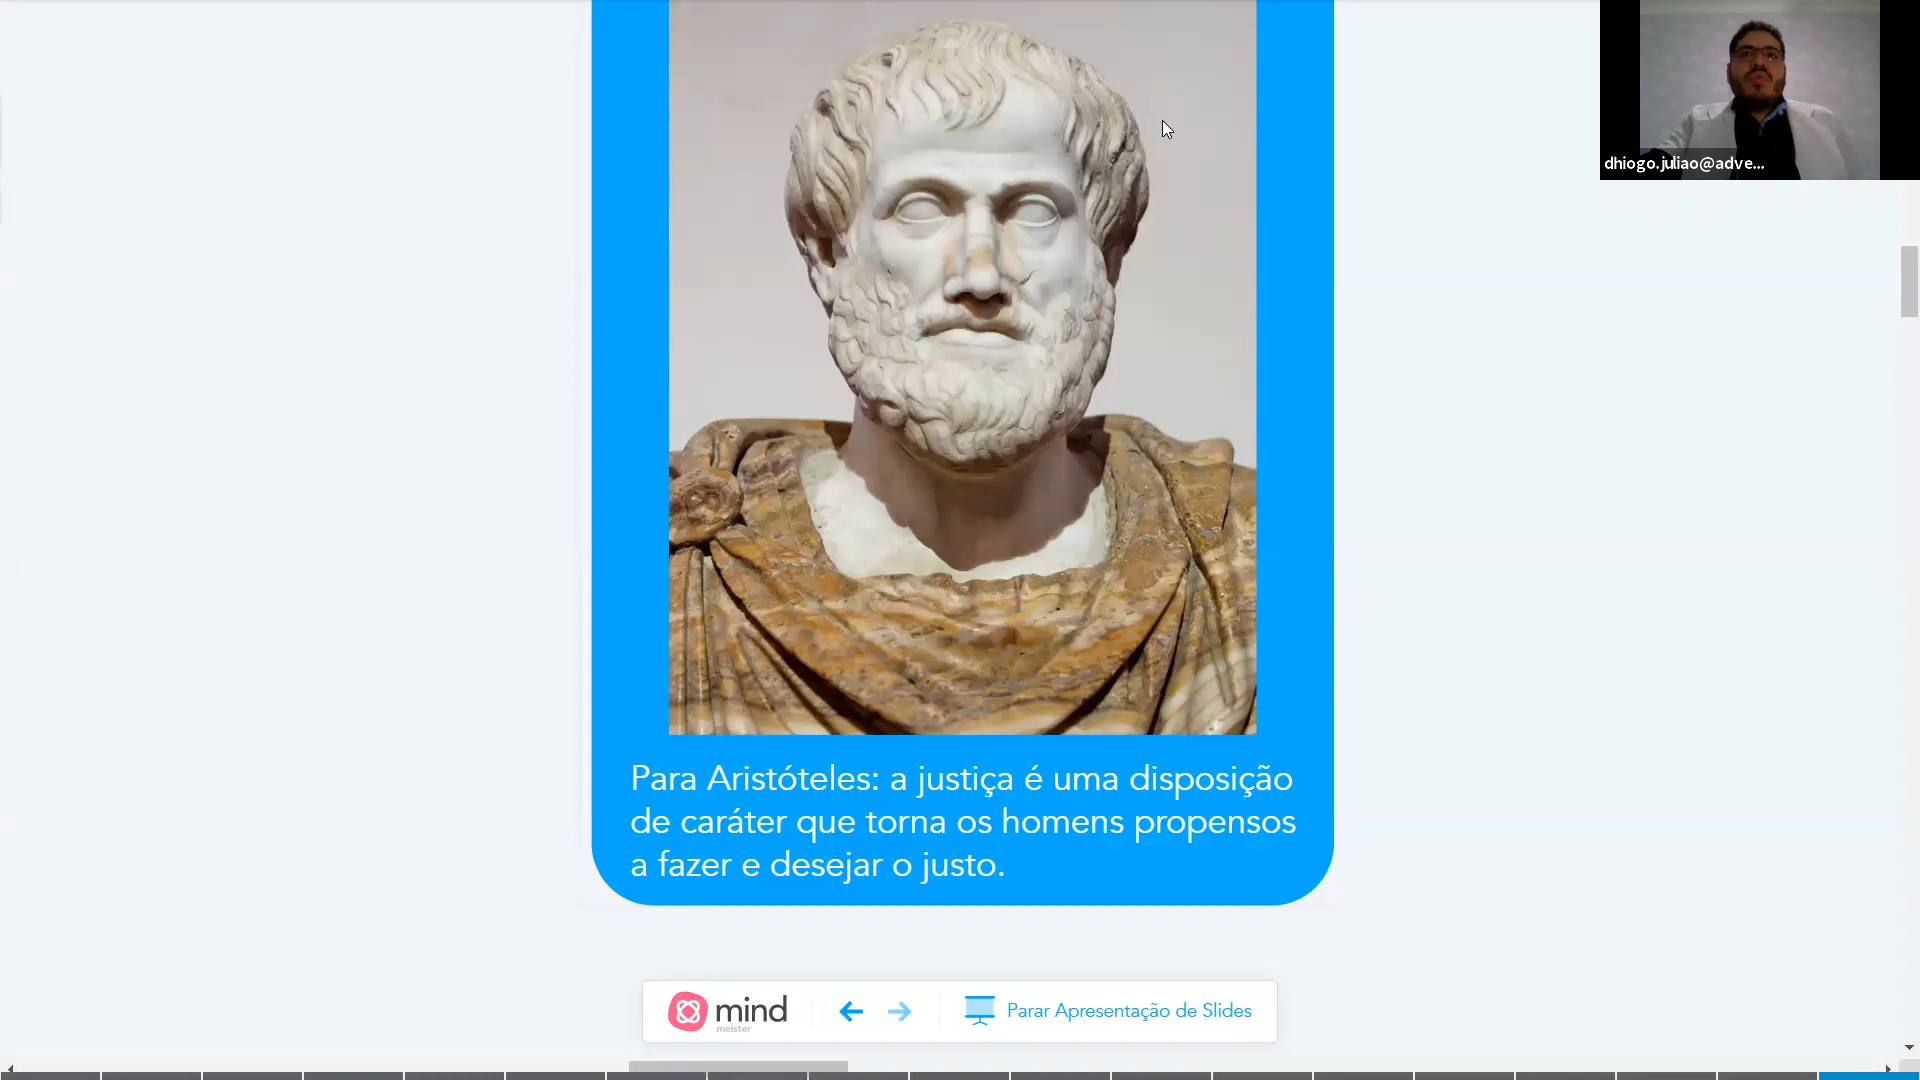 dhiogo.juliao@adve...
Para Aristóteles: a justiça é uma disposição
de caráter que torna os homens propensos
a fazer e desejar o justo.
mind
meister
Parar Apresentação de Slides